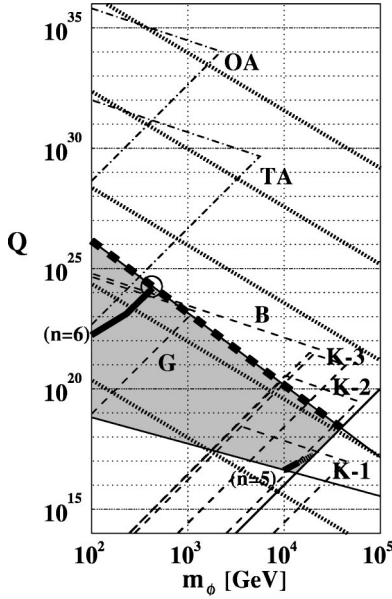 10^35
OA
10^30
TA
Q
10^25
B
(n=6)
K-3
G
10^20
K-2
K-1
(n=5)
10^15
10^2 10^3 10^4 10^5
m_ϕ [GeV]